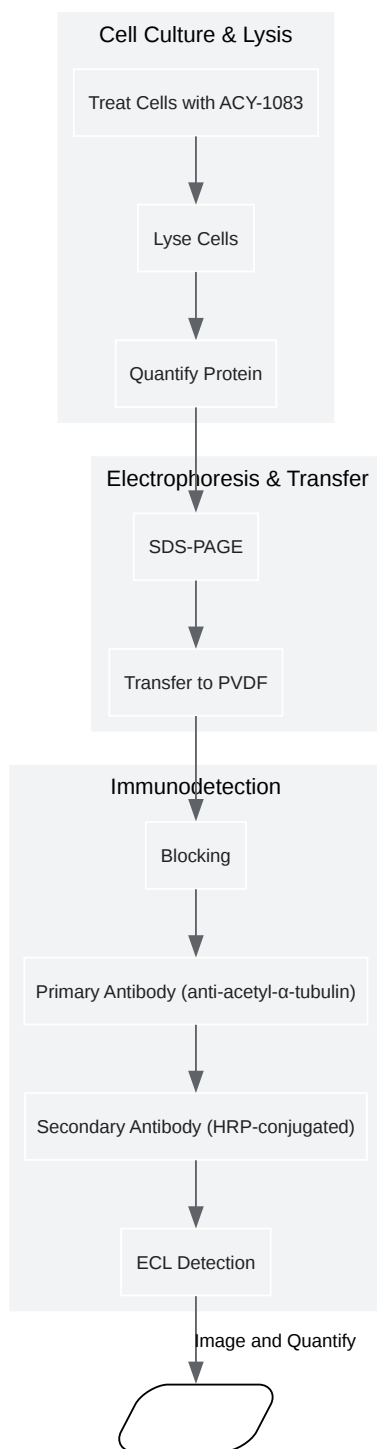 Cell Culture & Lysis
Treat Cells with ACY-1083
Lyse Cells
Quantify Protein
Electrophoresis & Transfer
SDS-PAGE
Transfer to PVDF
Immunodetection
Blocking
Primary Antibody (anti-acetyl-α-tubulin)
Secondary Antibody (HRP-conjugated)
ECL Detection
Image and Quantify